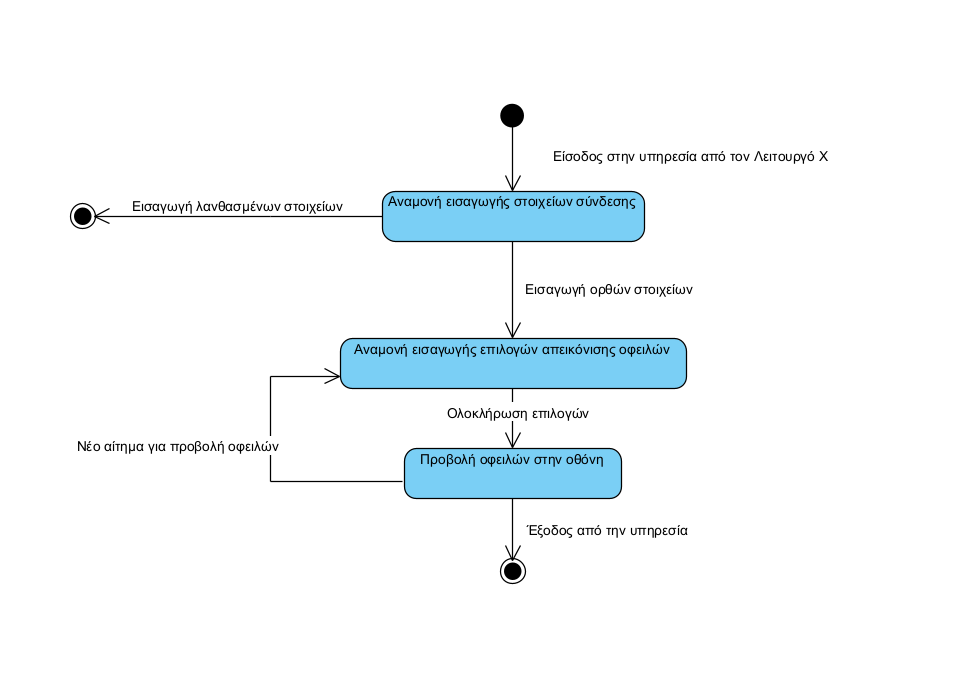 Είσοδος στην υπηρεσία από τον Λειτουργό Χ
Αναμονή εισαγωγής στοιχείων σύνδεσης
Εισαγωγή λανθασμένων στοιχείων
Εισαγωγή ορθών στοιχείων
Αναμονή εισαγωγής επιλογών απεικόνισης οφειλών
Ολοκλήρωση επιλογών
Νέο αίτημα για προβολή οφειλών
Προβολή οφειλών στην οθόνη
Έξοδος από την υπηρεσία